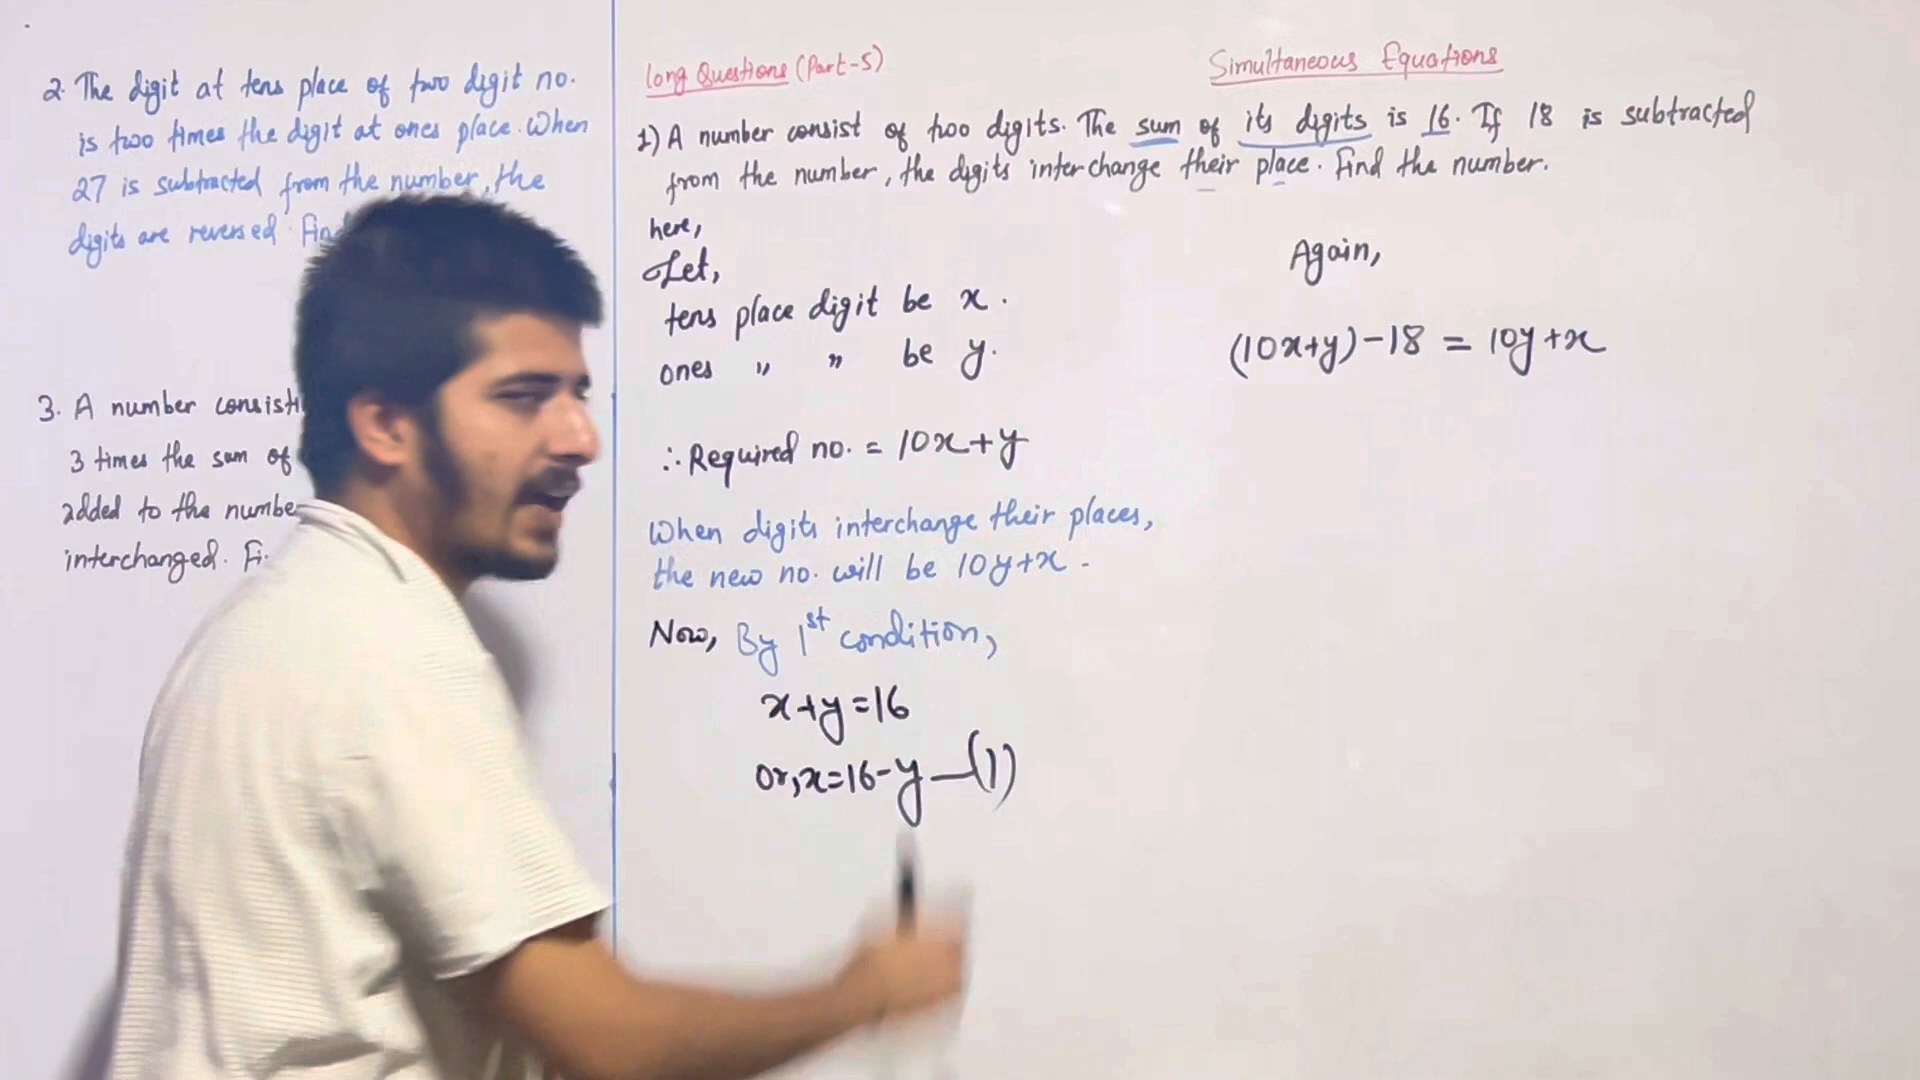 2. The digit at tens place of two digit no.
is two times the digit at ones place. When
27 is subtracted from the number, the
digits are reversed. Find
3. A number consist
3 times the sum of
added to the number
interchanged. Fi
Long Questions (Part-5)
Simultaneous Equations
1) A number consist of two digits. The sum of its digits is 16. If 18 is subtracted
from the number, the digits interchange their place. Find the number.
here,
Let,
tens place digit be x.
ones " " be y.
∴ Required no. = 10x+y
When digits interchange their places,
the new no. will be 10y+x.
Now, By 1st condition,
x+y=16
or, x=16-y —(1)
Again,
(10x+y)-18 = 10y+x